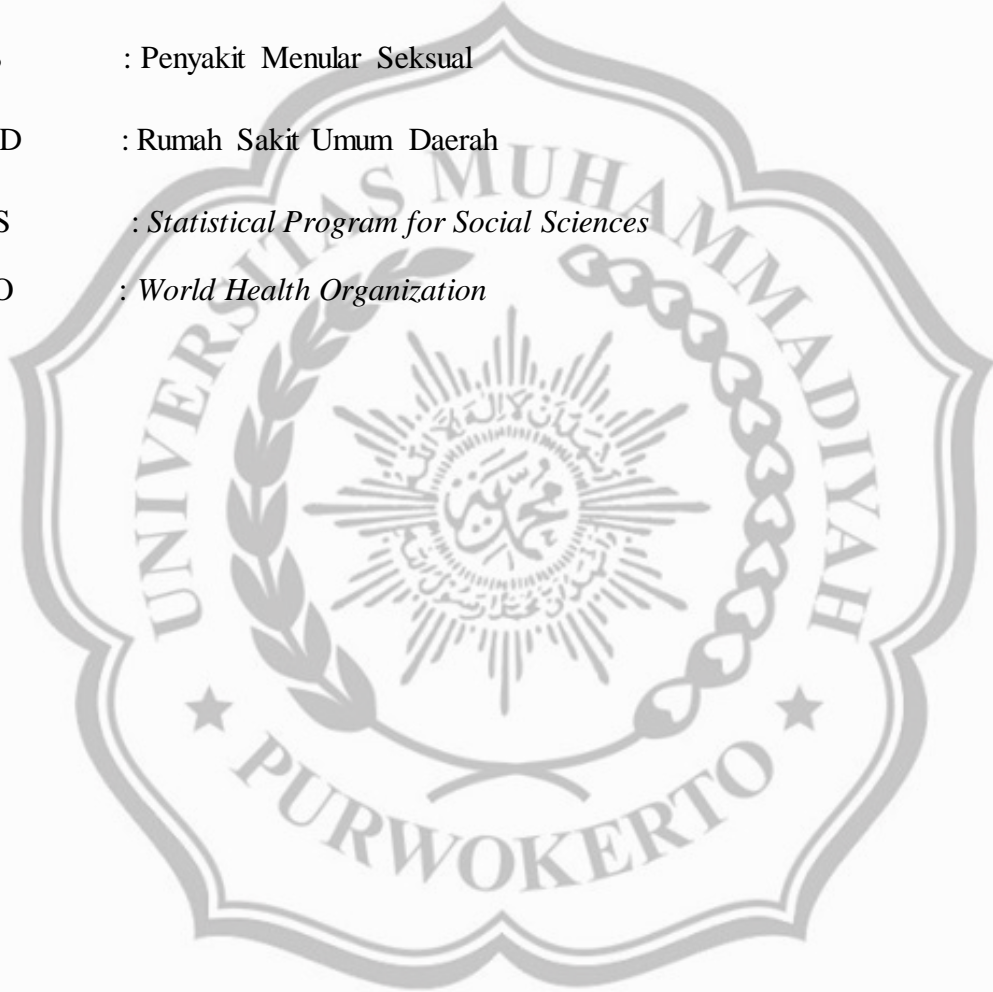 : Penyakit Menular Seksual
D : Rumah Sakit Umum Daerah
S : Statistical Program for Social Sciences
O : World Health Organization
UNIVERSITAS MUHAMMADIYAH
PURWOKERTO